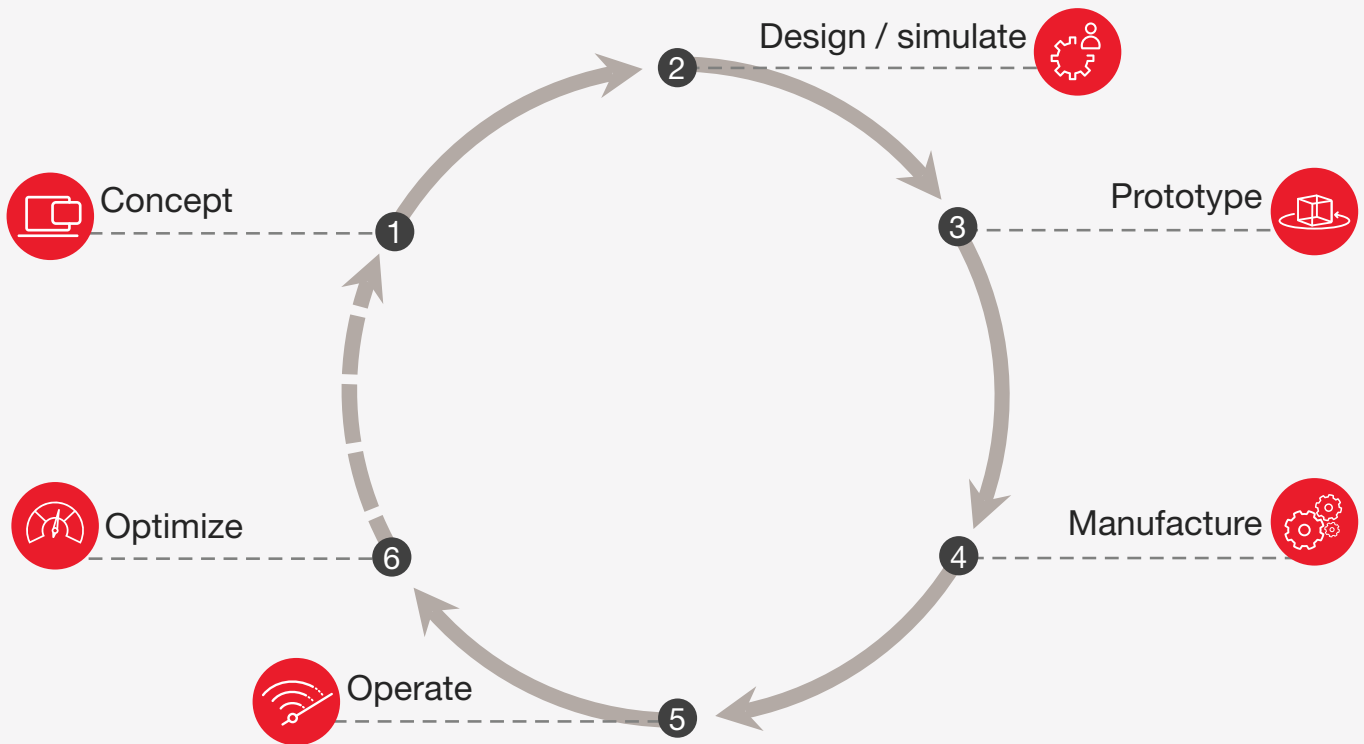 Design / simulate
2
Concept
1
Prototype
3
Optimize
6
Manufacture
4
Operate
5